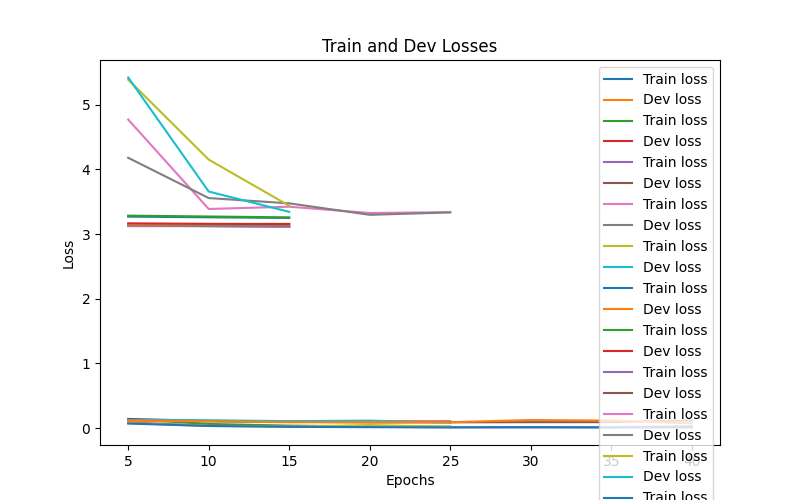 Train and Dev Losses
Loss
5
4
3
2
1
0
5
10
15
20
25
30
35
40
Epochs
Train loss
Dev loss
Train loss
Dev loss
Train loss
Dev loss
Train loss
Dev loss
Train loss
Dev loss
Train loss
Dev loss
Train loss
Dev loss
Train loss
Dev loss
Train loss
Dev loss
Train loss
Dev loss
Train loss